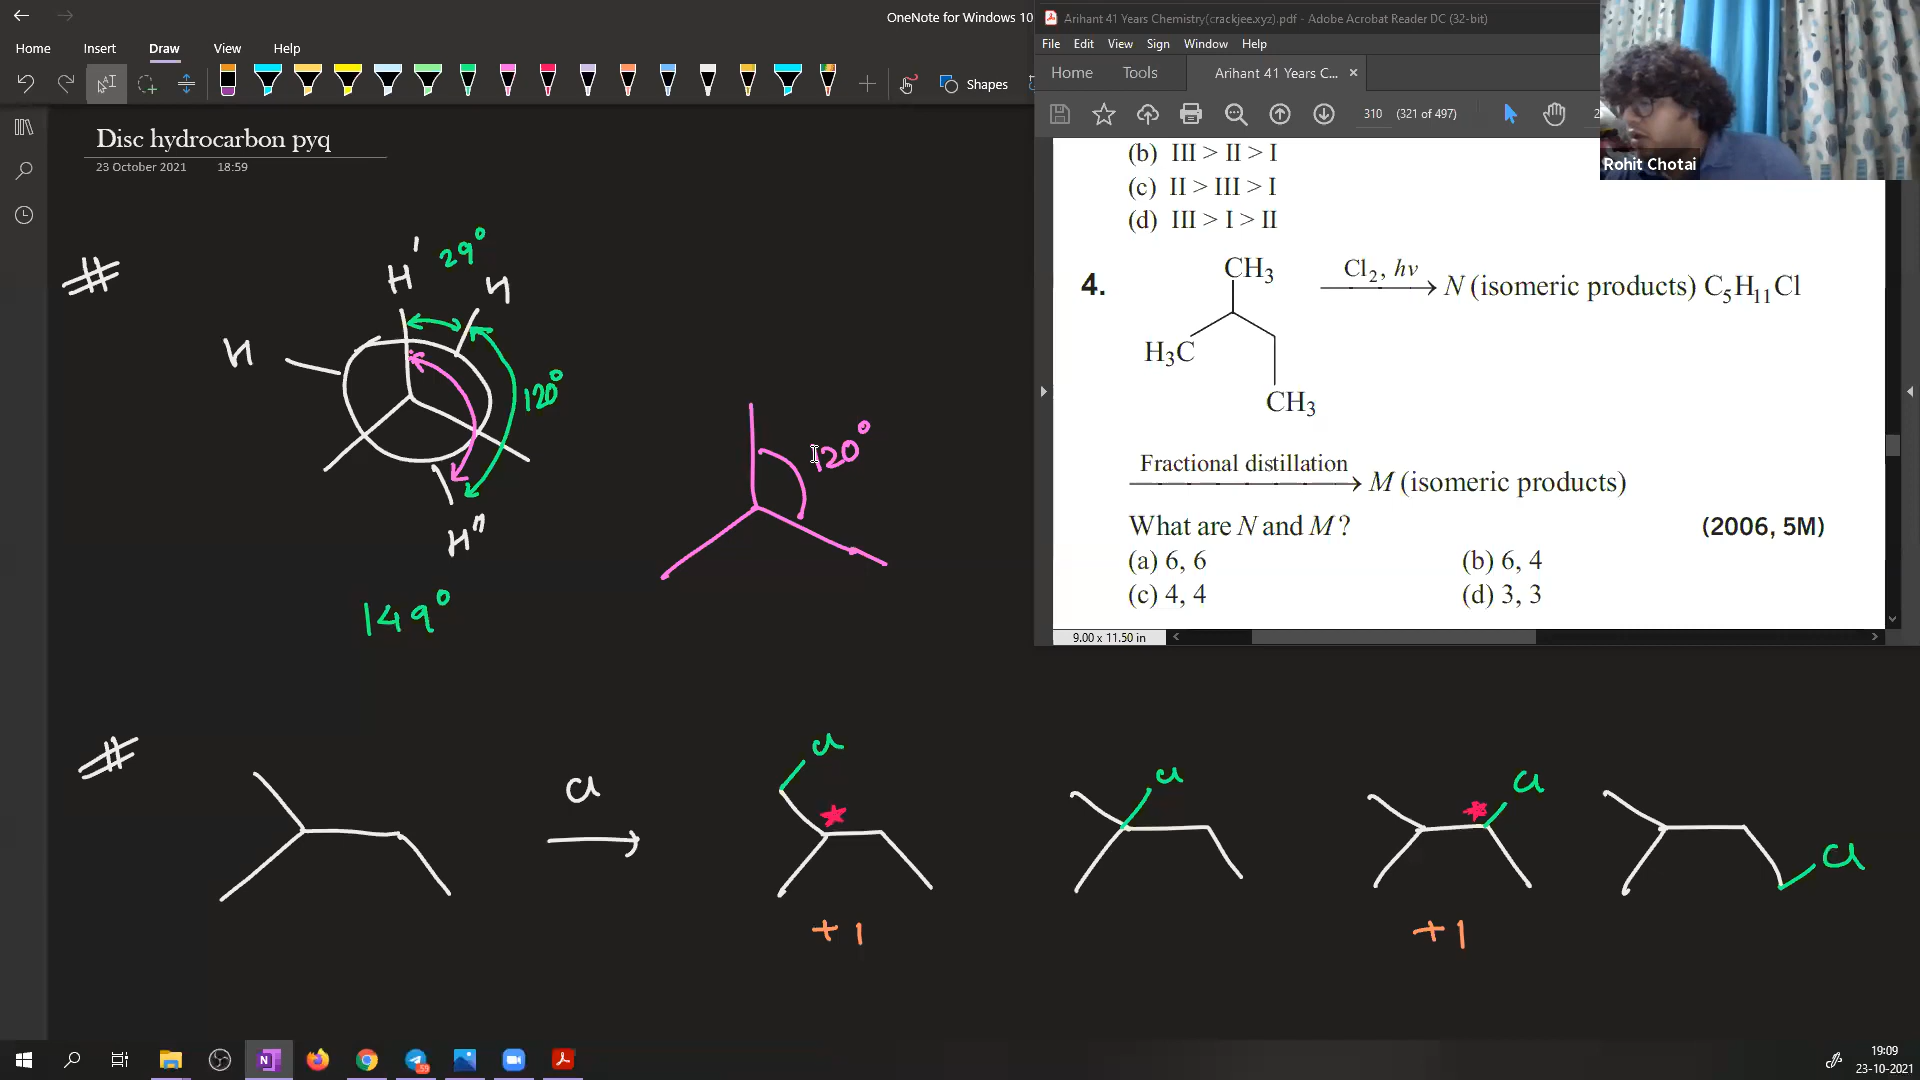 OneNote for Windows 10
Home Insert Draw View Help
Shapes
Disc hydrocarbon pyq
23 October 2021 18:59
H' 29° H
H
120°
H"
149°
120°
Cl
Cl
+1
Cl
Cl
+1
Cl
Arihant 41 Years Chemistry(crackjee.xyz).pdf - Adobe Acrobat Reader DC (32-bit)
File Edit View Sign Window Help
Home Tools Arihant 41 Years C... ×
310 (321 of 497)
Rohit Chotai
(b) III > II > I
(c) II > III > I
(d) III > I > II
4. CH₃ Cl₂, hν N (isomeric products) C₅H₁₁Cl
H₃C
CH₃
Fractional distillation M (isomeric products)
What are N and M? (2006, 5M)
(a) 6, 6 (b) 6, 4
(c) 4, 4 (d) 3, 3
9.00 x 11.50 in
19:09
23-10-2021